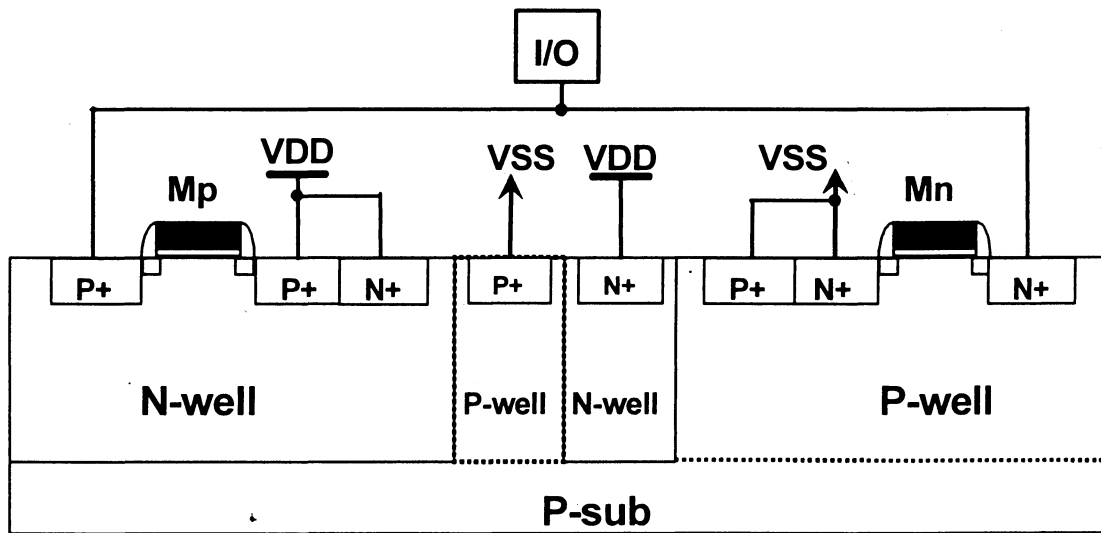 I/O
VDD
VSS
VDD
VSS
Mp
Mn
P+
P+
N+
P+
N+
P+
N+
N+
N-well
P-well
N-well
P-well
P-sub